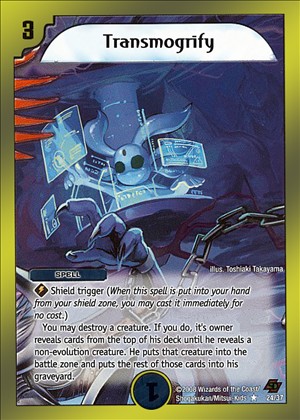 3
Transmogrify
illus. Toshiaki Takayama
SPELL
Shield trigger (When this spell is put into your hand
from your shield zone, you may cast it immediately for
no cost.)
You may destroy a creature. If you do, it's owner
reveals cards from the top of his deck until he reveals a
non-evolution creature. He puts that creature into the
battle zone and puts the rest of those cards into his
graveyard.
1
©2008 Wizards of the Coast/
Shogakukan/Mitsui-Kids ★ 24/37